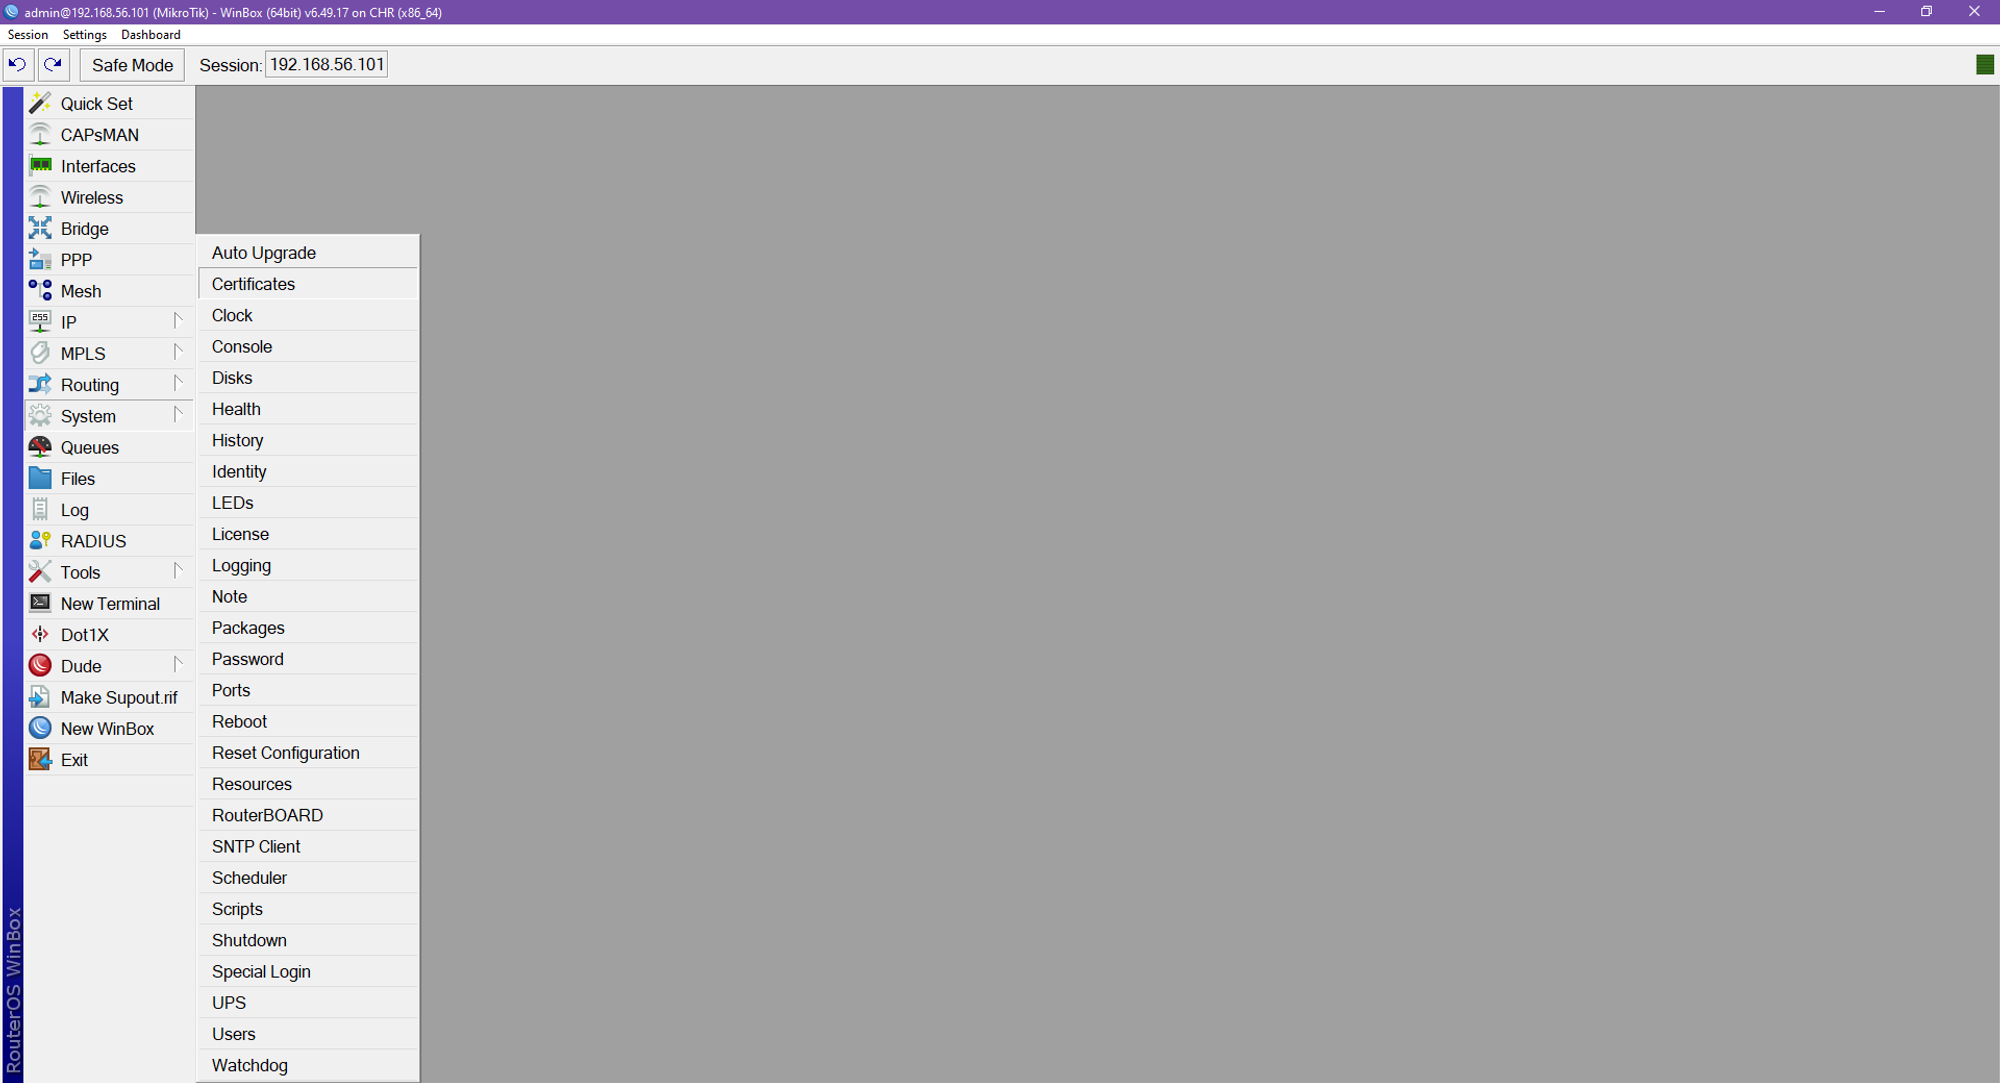 admin@192.168.56.101 (MikroTik) - WinBox (64bit) v6.49.17 on CHR (x86_64)
Session Settings Dashboard
Safe Mode Session: 192.168.56.101
Quick Set
CAPsMAN
Interfaces
Wireless
Bridge
PPP
Mesh
255
IP
MPLS
Routing
System
Queues
Files
Log
RADIUS
Tools
New Terminal
Dot1X
Dude
Make Supout.rif
New WinBox
Exit
Auto Upgrade
Certificates
Clock
Console
Disks
Health
History
Identity
LEDs
License
Logging
Note
Packages
Password
Ports
Reboot
Reset Configuration
Resources
RouterBOARD
SNTP Client
Scheduler
Scripts
Shutdown
Special Login
UPS
Users
Watchdog
RouterOS WinBox